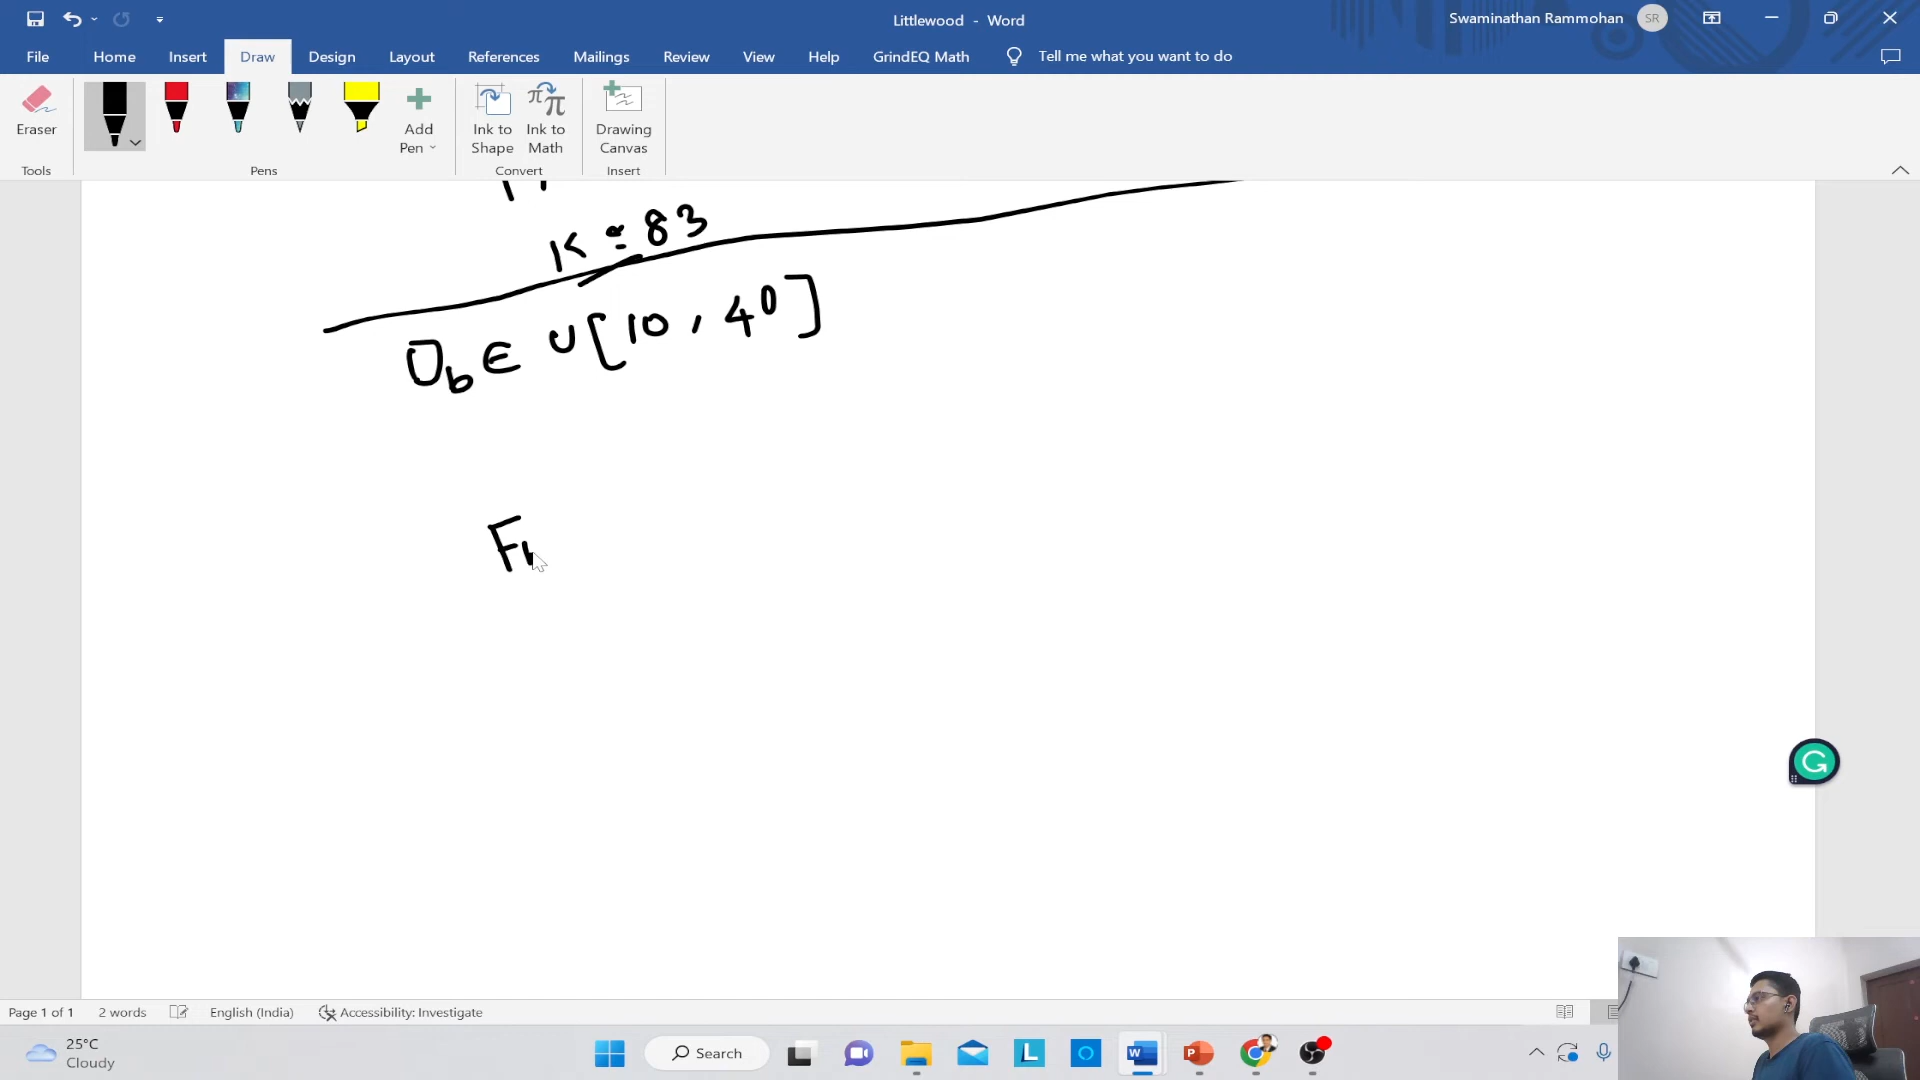 Littlewood - Word
Swaminathan Rammohan SR
File Home Insert Draw Design Layout References Mailings Review View Help GrindEQ Math Tell me what you want to do
Eraser
Add Pen
Ink to Shape
Ink to Math
Drawing Canvas
Tools Pens Convert Insert
K = 83
D_b ∈ U[10, 40]
F
Page 1 of 1 2 words English (India) Accessibility: Investigate
25°C
Cloudy
Search